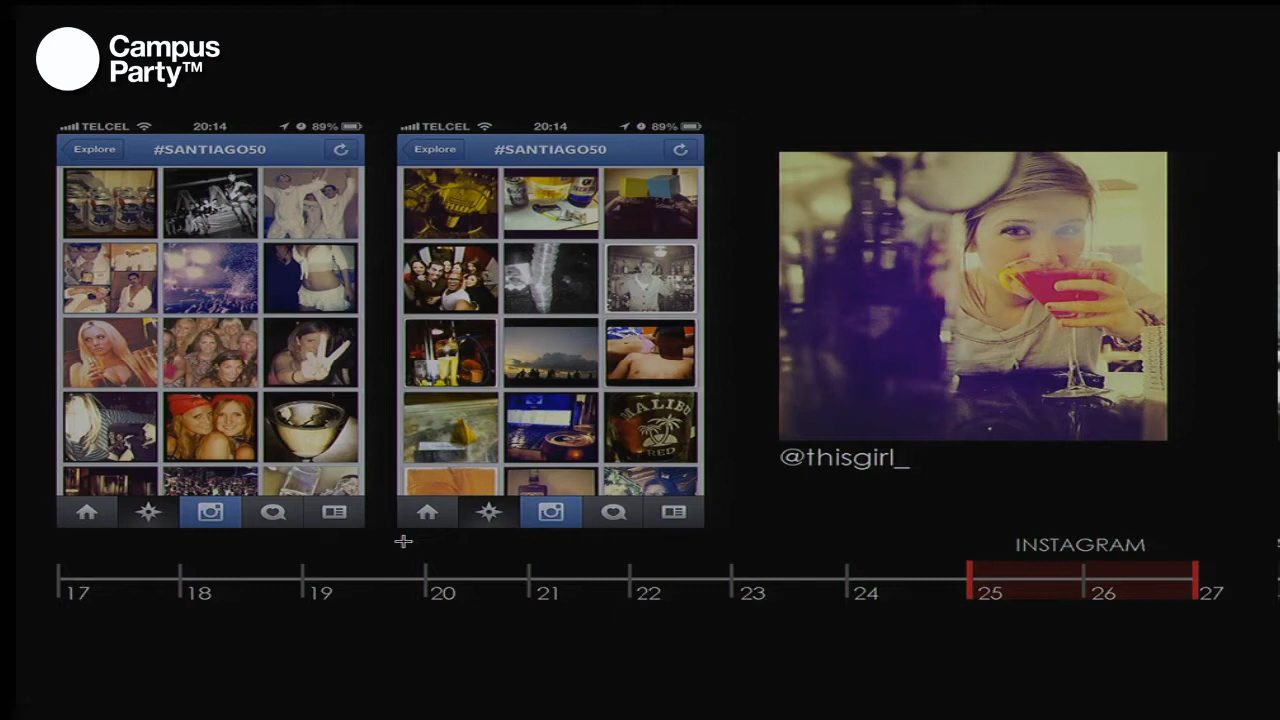 Campus
Party™
TELCEL 20:14 89%
Explore #SANTIAGO50
TELCEL 20:14 89%
Explore #SANTIAGO50
MALIBU
RED
@thisgirl_
INSTAGRAM
17 18 19 20 21 22 23 24 25 26 27